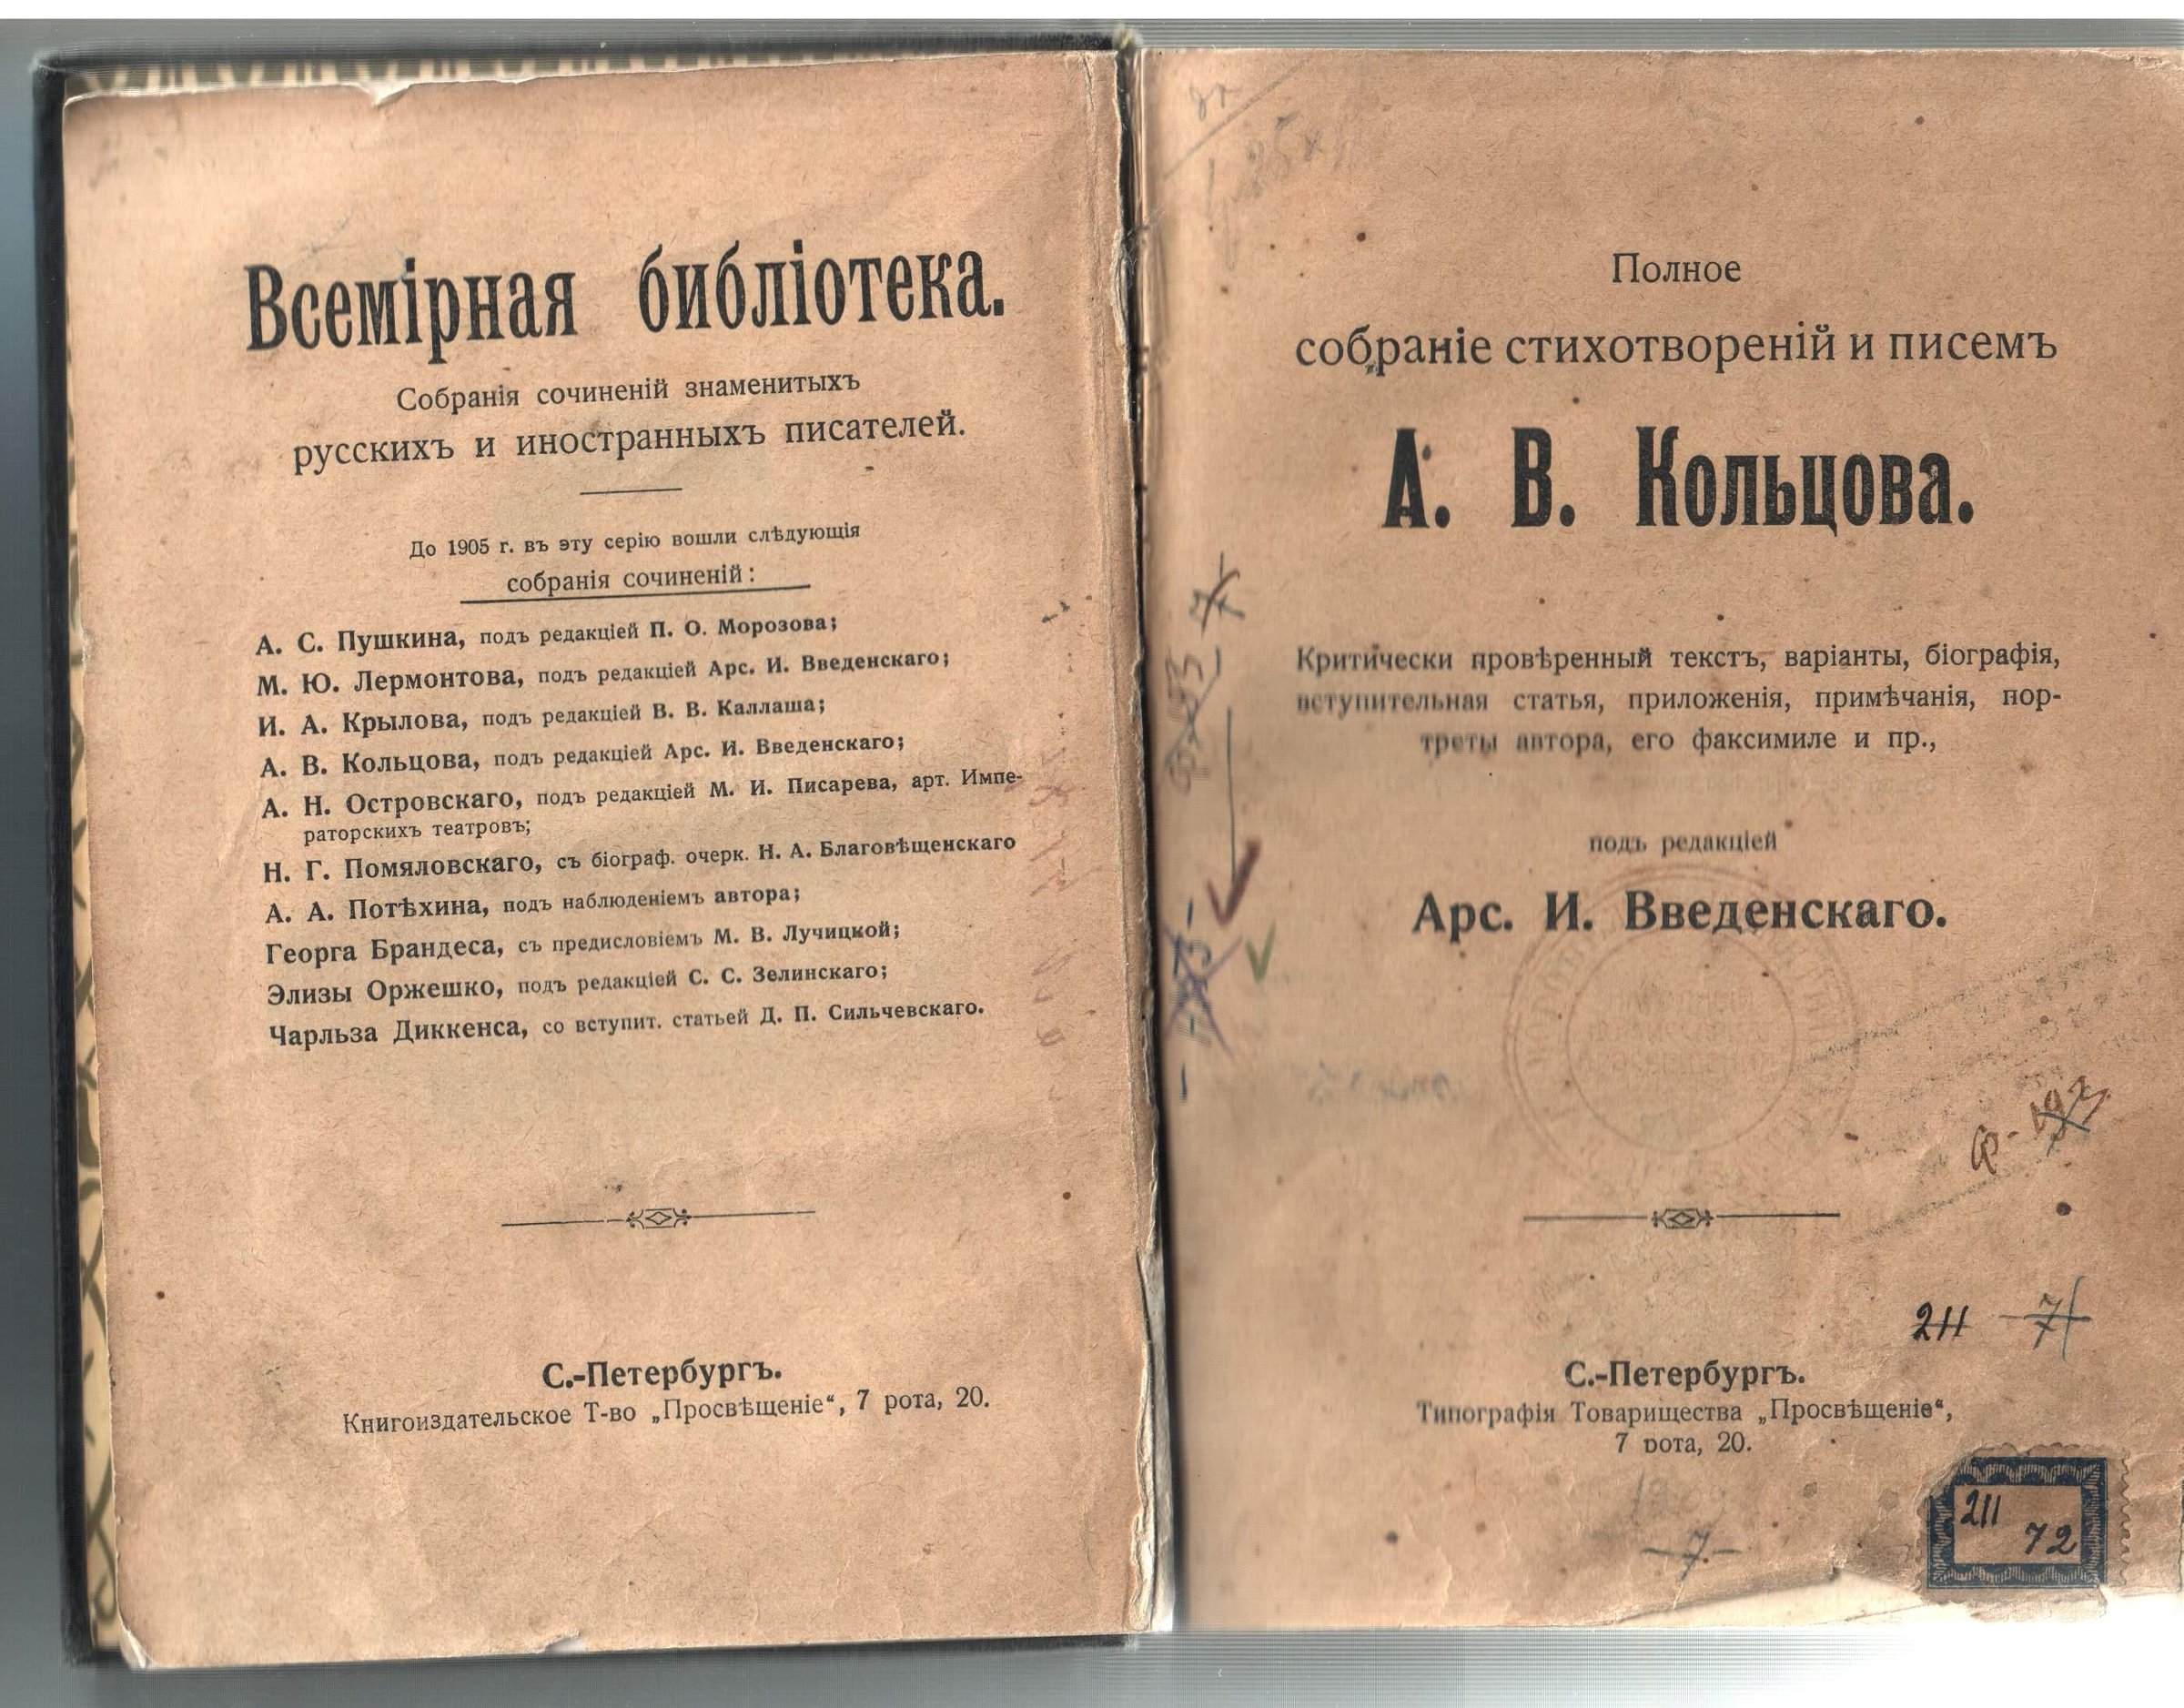 Всемірная библіотека.
Собранія сочиненій знаменитыхъ
русскихъ и иностранныхъ писателей.
До 1905 г. въ эту серію вошли слѣдующія
собранія сочиненій:
А. С. Пушкина, подъ редакціей П. О. Морозова;
М. Ю. Лермонтова, подъ редакціей Арс. И. Введенскаго;
И. А. Крылова, подъ редакціей В. В. Каллаша;
А. В. Кольцова, подъ редакціей Арс. И. Введенскаго;
А. Н. Островскаго, подъ редакціей М. И. Писарева, арт. Импе-
раторскихъ театровъ;
Н. Г. Помяловскаго, съ біограф. очерк. Н. А. Благовѣщенскаго
А. А. Потѣхина, подъ наблюденіемъ автора;
Георга Брандеса, съ предисловіемъ М. В. Лучицкой;
Элизы Оржешко, подъ редакціей С. С. Зелинскаго;
Чарльза Диккенса, со вступит. статьей Д. П. Сильчевскаго.
С.-Петербургъ.
Книгоиздательское Т-во „Просвѣщеніе“, 7 рота, 20.
Полное
собраніе стихотвореній и писемъ
А. В. Кольцова.
Критически провѣренный текстъ, варіанты, біографія,
вступительная статья, приложенія, примѣчанія, пор-
треты автора, его факсимиле и пр.,
подъ редакціей
Арс. И. Введенскаго.
211
7
С.-Петербургъ.
Типографія Товарищества „Просвѣщеніе“,
7 рота, 20.
211
72
-7-